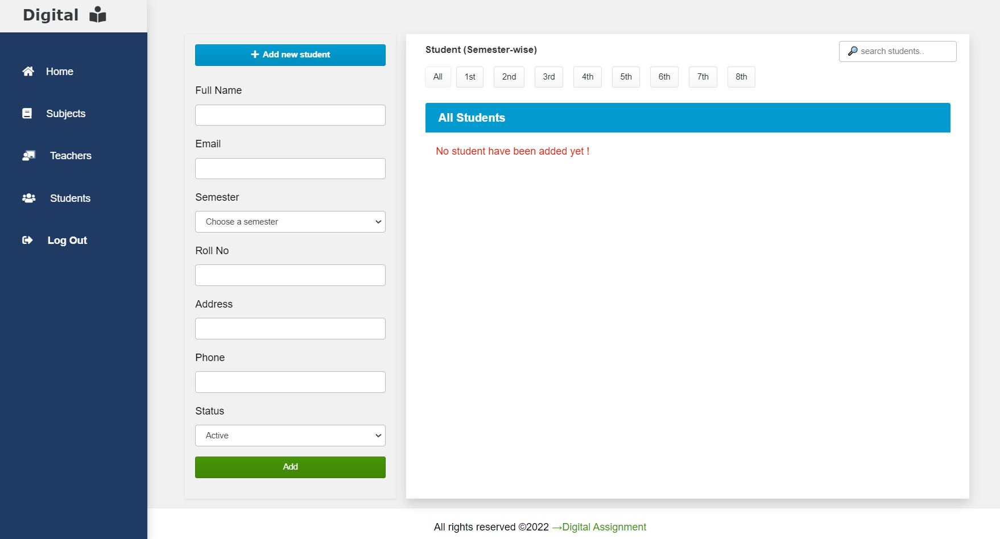 Digital
Home
Subjects
Teachers
Students
Log Out
Add new student
Full Name
Email
Semester
Choose a semester
Roll No
Address
Phone
Status
Active
Add
Student (Semester-wise)
search students..
All 1st 2nd 3rd 4th 5th 6th 7th 8th
All Students
No student have been added yet !
All rights reserved ©2022 →Digital Assignment